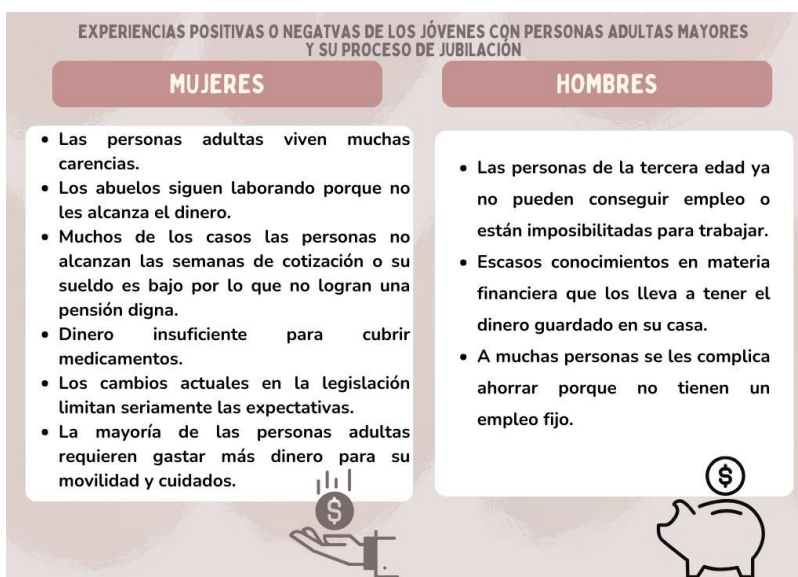 EXPERIENCIAS POSITIVAS O NEGATVAS DE LOS JÓVENES CON PERSONAS ADULTAS MAYORES
Y SU PROCESO DE JUBILACIÓN
MUJERES
• Las personas adultas viven muchas
carencias.
• Los abuelos siguen laborando porque no
les alcanza el dinero.
• Muchos de los casos las personas no
alcanzan las semanas de cotización o su
sueldo es bajo por lo que no logran una
pensión digna.
• Dinero insuficiente para cubrir
medicamentos.
• Los cambios actuales en la legislación
limitan seriamente las expectativas.
• La mayoría de las personas adultas
requieren gastar más dinero para su
movilidad y cuidados.
$
HOMBRES
• Las personas de la tercera edad ya
no pueden conseguir empleo o
están imposibilitadas para trabajar.
• Escasos conocimientos en materia
financiera que los lleva a tener el
dinero guardado en su casa.
• A muchas personas se les complica
ahorrar porque no tienen un
empleo fijo.
$